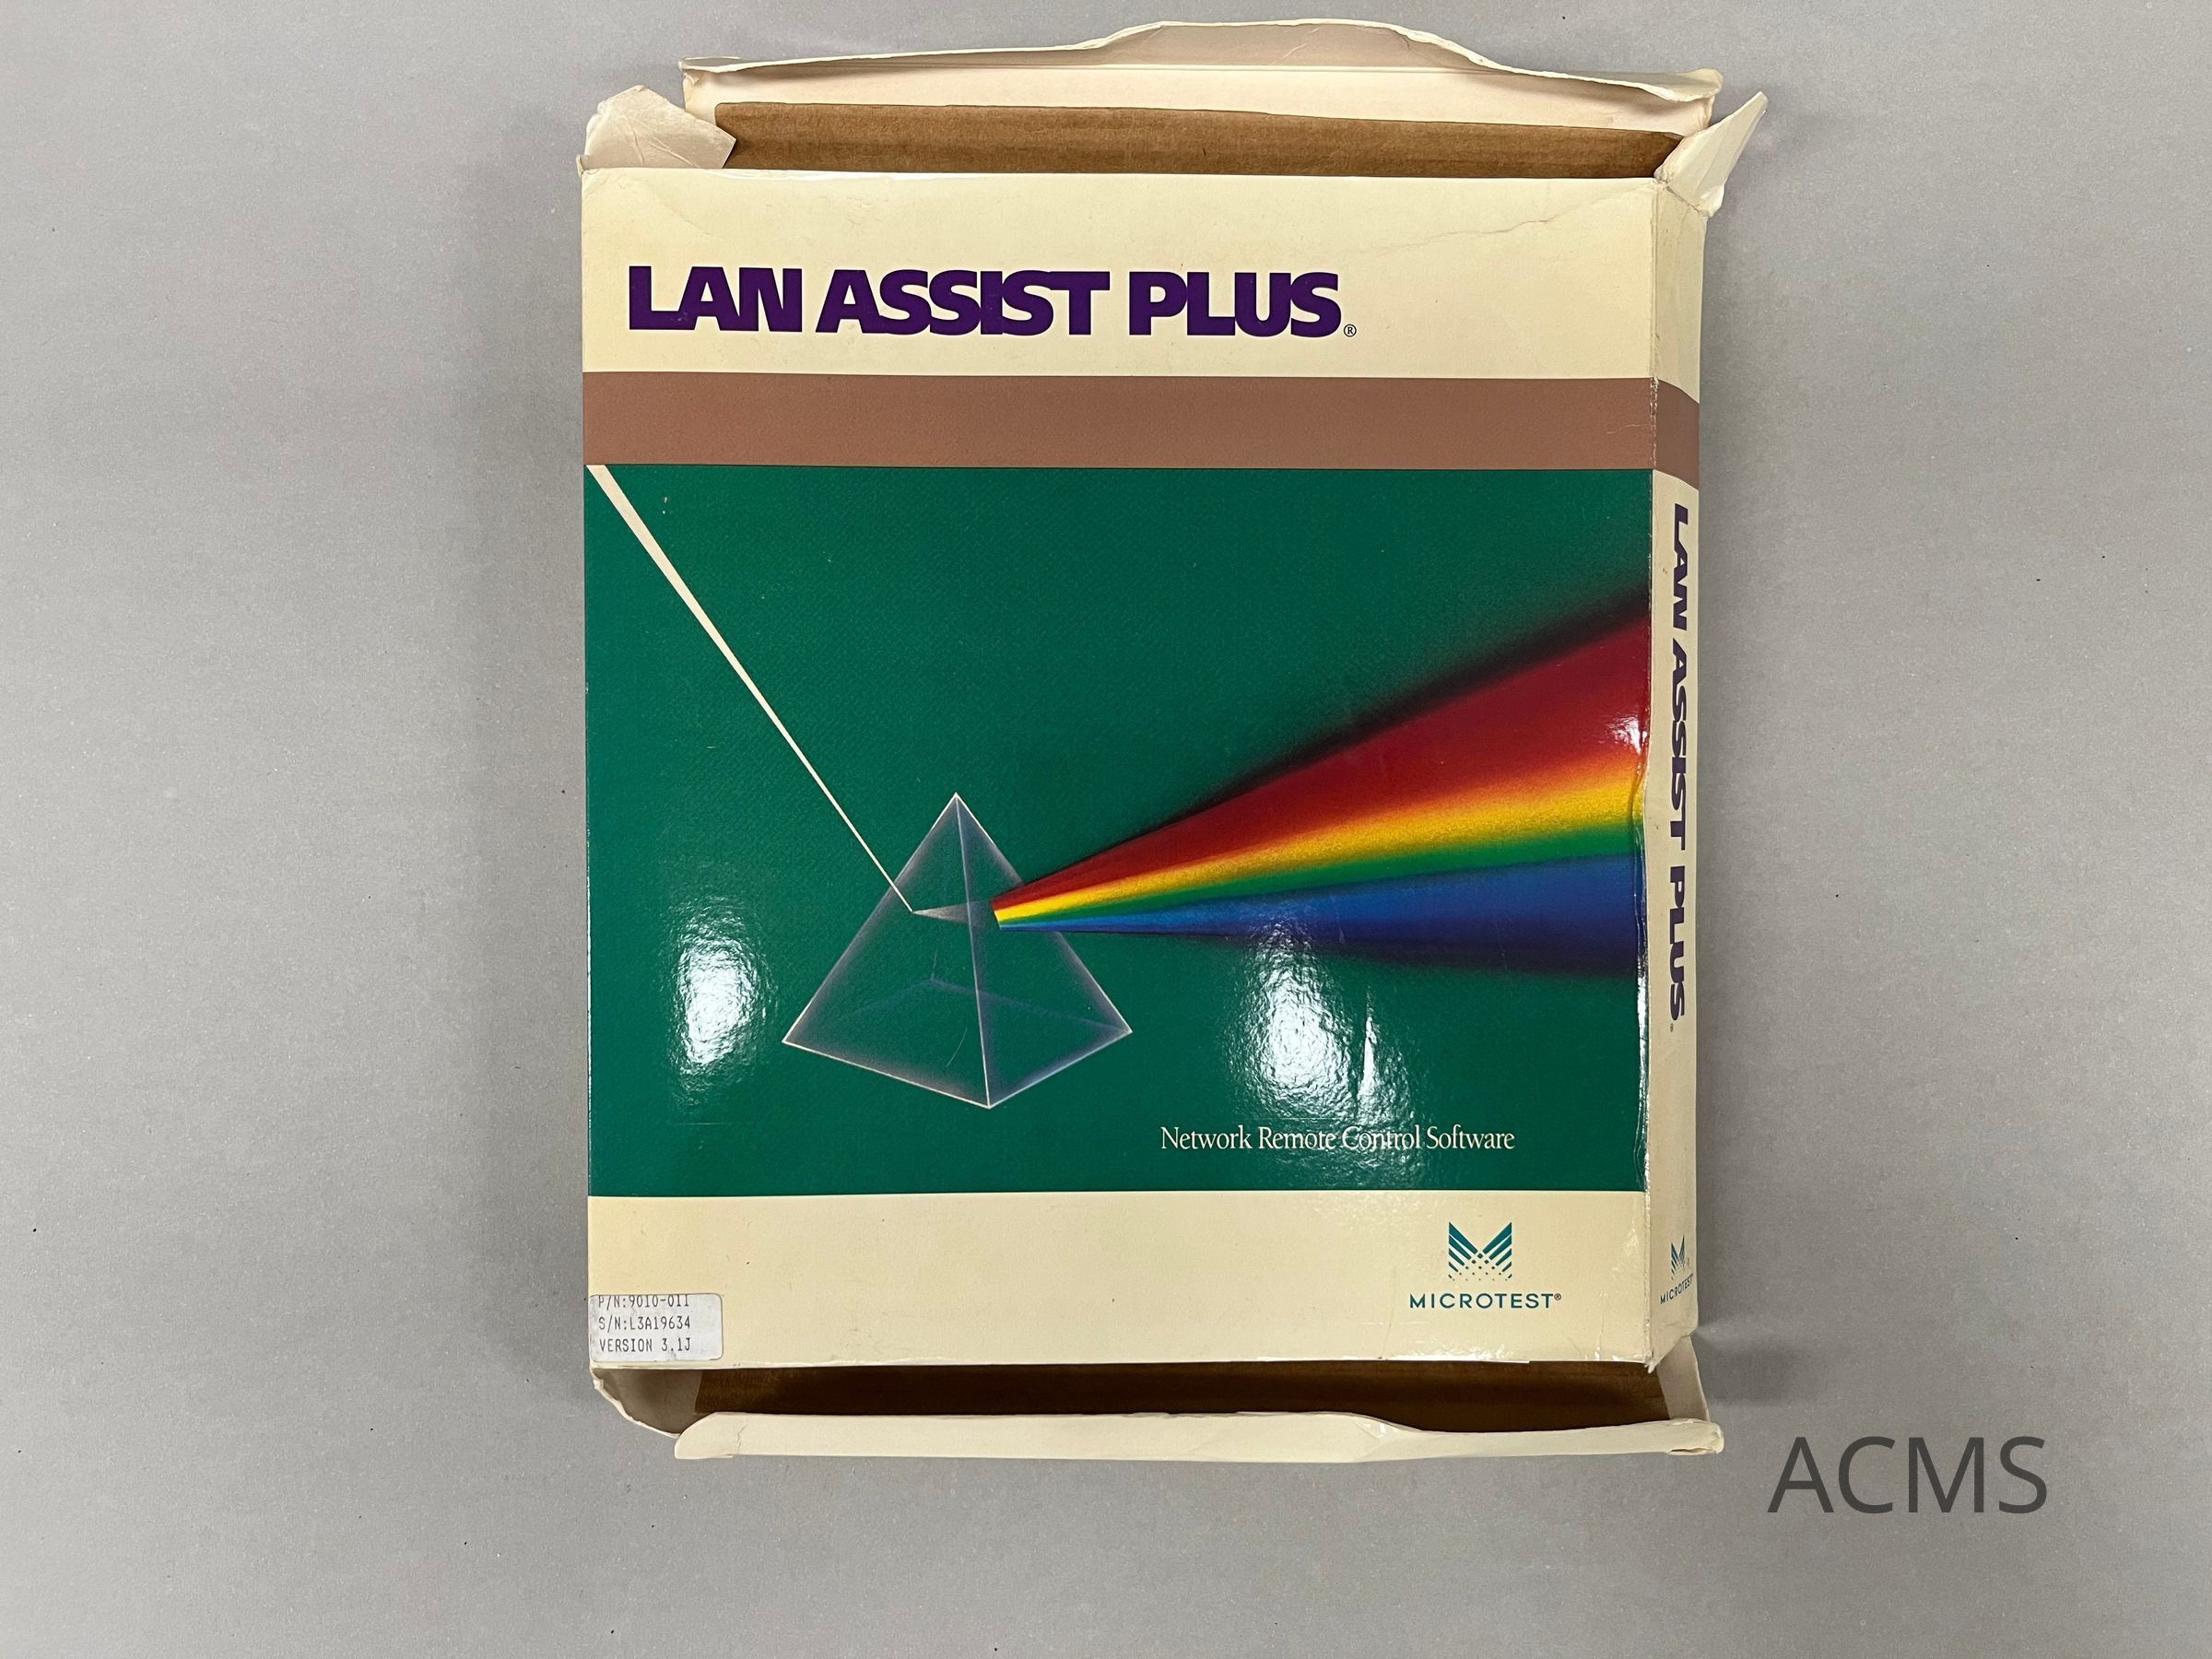 LAN ASSIST PLUS®
LAN ASSIST PLUS®
Network Remote Control Software
MICROTEST®
MICROTEST®
P/N:9010-011
S/N:L3A19634
VERSION 3.1J
ACMS